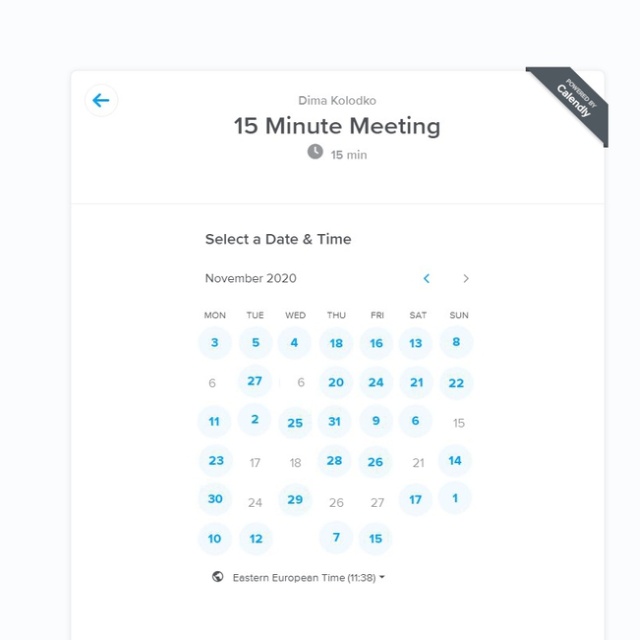 POWERED BY
Calendly
Dima Kolodko
15 Minute Meeting
15 min
Select a Date & Time
November 2020
MON TUE WED THU FRI SAT SUN
3 5 4 18 16 13 8
6 27 6 20 24 21 22
11 2 25 31 9 6 15
23 17 18 28 26 21 14
30 24 29 26 27 17 1
10 12 7 15
Eastern European Time (11:38)